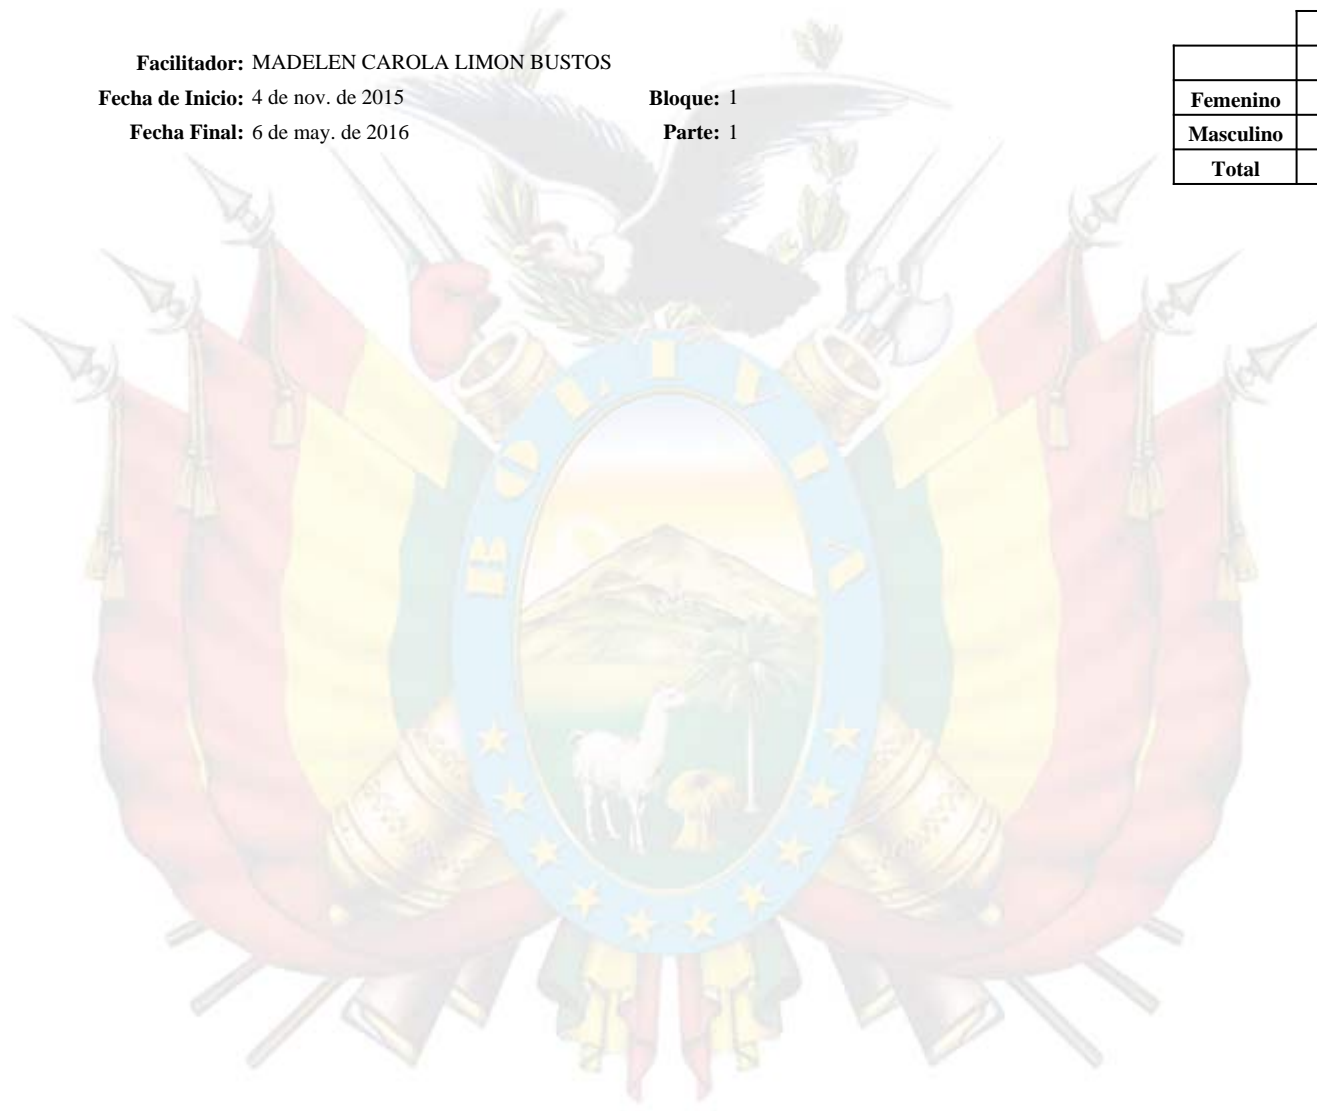 Facilitador: MADELEN CAROLA LIMON BUSTOS
Fecha de Inicio: 4 de nov. de 2015 Bloque: 1
Fecha Final: 6 de may. de 2016 Parte: 1
Femenino
Masculino
Total
BOLIVIA